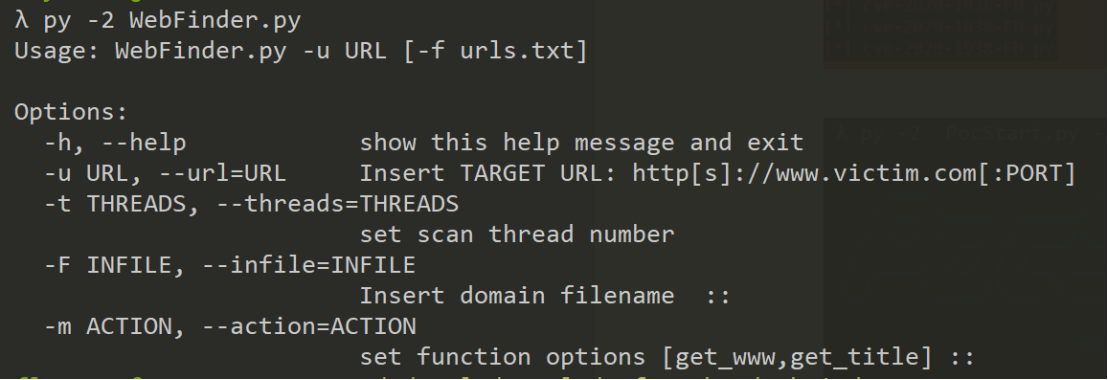 λ py -2 WebFinder.py
Usage: WebFinder.py -u URL [-f urls.txt]
Options:
-h, --help show this help message and exit
-u URL, --url=URL Insert TARGET URL: http[s]://www.victim.com[:PORT]
-t THREADS, --threads=THREADS
set scan thread number
-F INFILE, --infile=INFILE
Insert domain filename ::
-m ACTION, --action=ACTION
set function options [get_www,get_title] ::